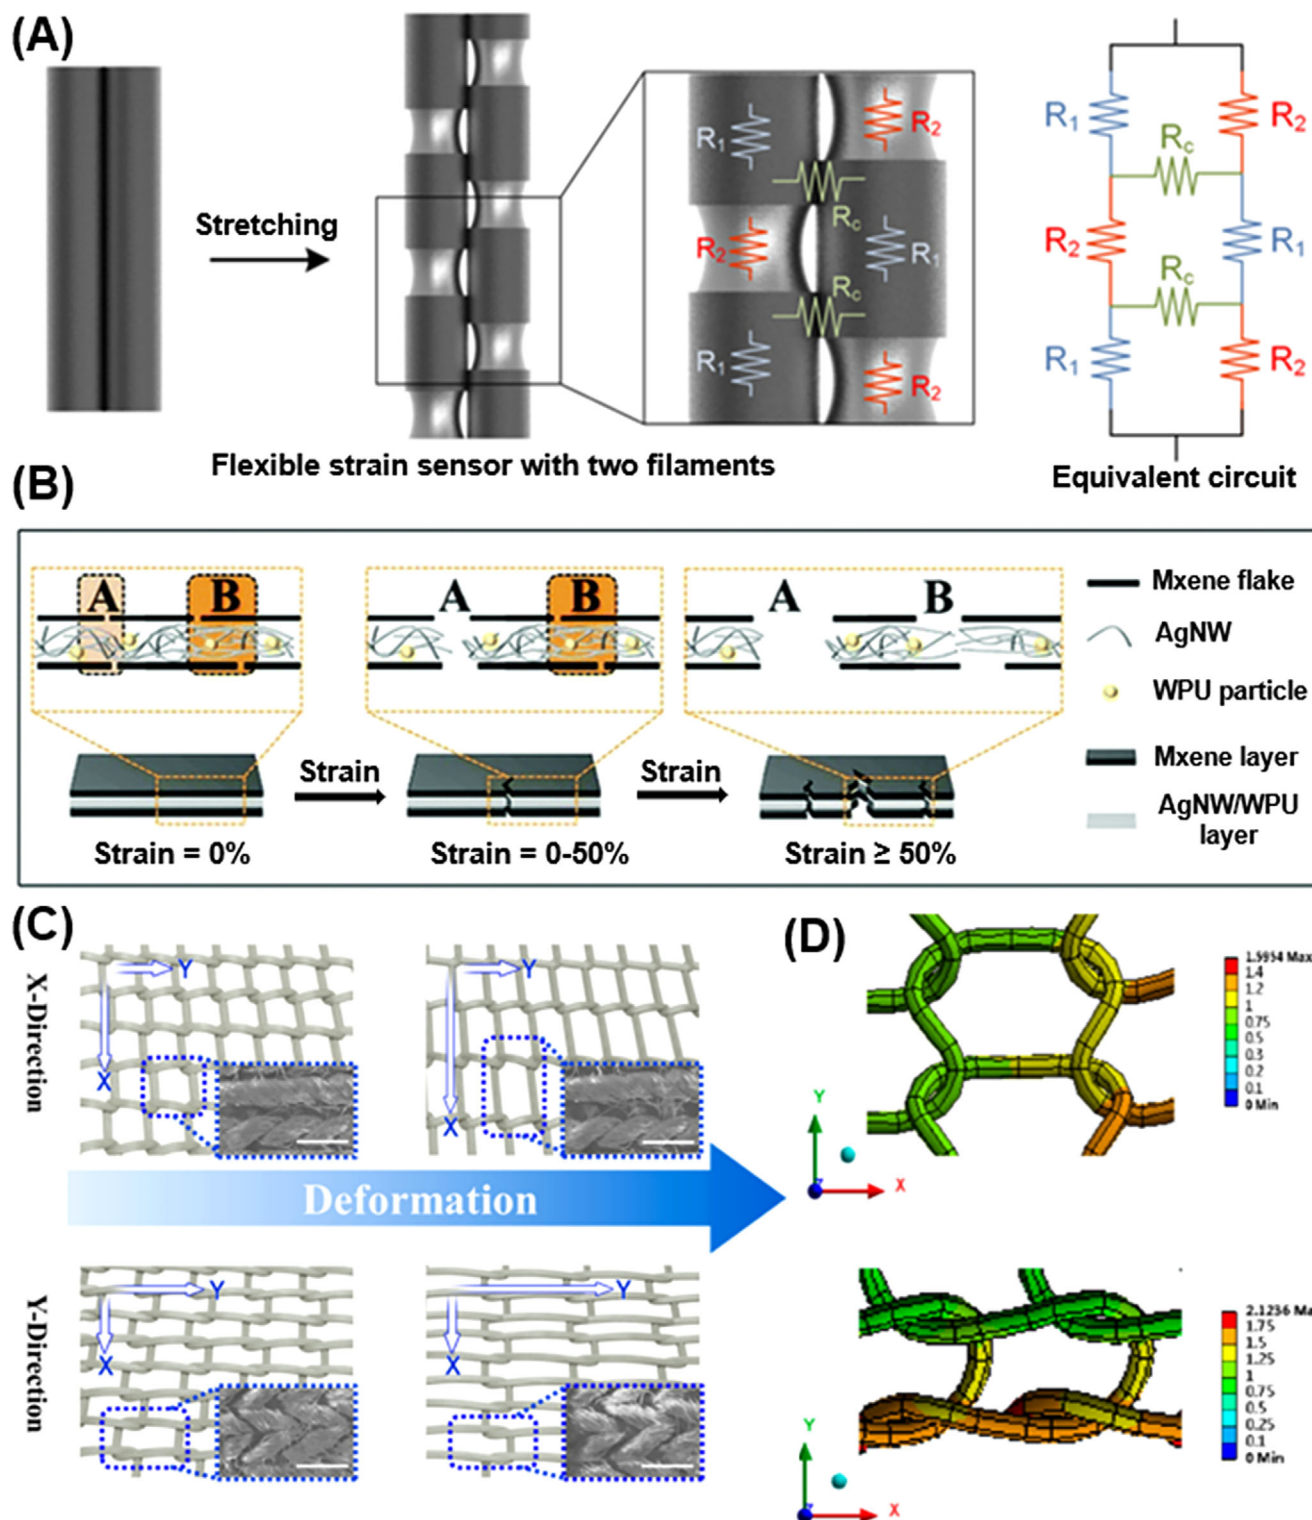 (A)
Stretching
R1
R2
Rc
R2
R1
Rc
R1
R2
R1
R2
Rc
R2
R1
Rc
R1
R2
Flexible strain sensor with two filaments
Equivalent circuit
(B)
A
B
A
B
A
B
Mxene flake
AgNW
WPU particle
Mxene layer
AgNW/WPU
layer
Strain
Strain
Strain = 0%
Strain = 0-50%
Strain ≥ 50%
(C)
X-Direction
Y
X
Y
X
Deformation
Y-Direction
Y
X
Y
X
(D)
1.5954 Max
1.4
1.2
1
0.75
0.5
0.3
0.2
0.1
0 Min
Y
X
2.1236 Ma
1.75
1.5
1.25
1
0.75
0.5
0.25
0.1
0 Min
Y
X